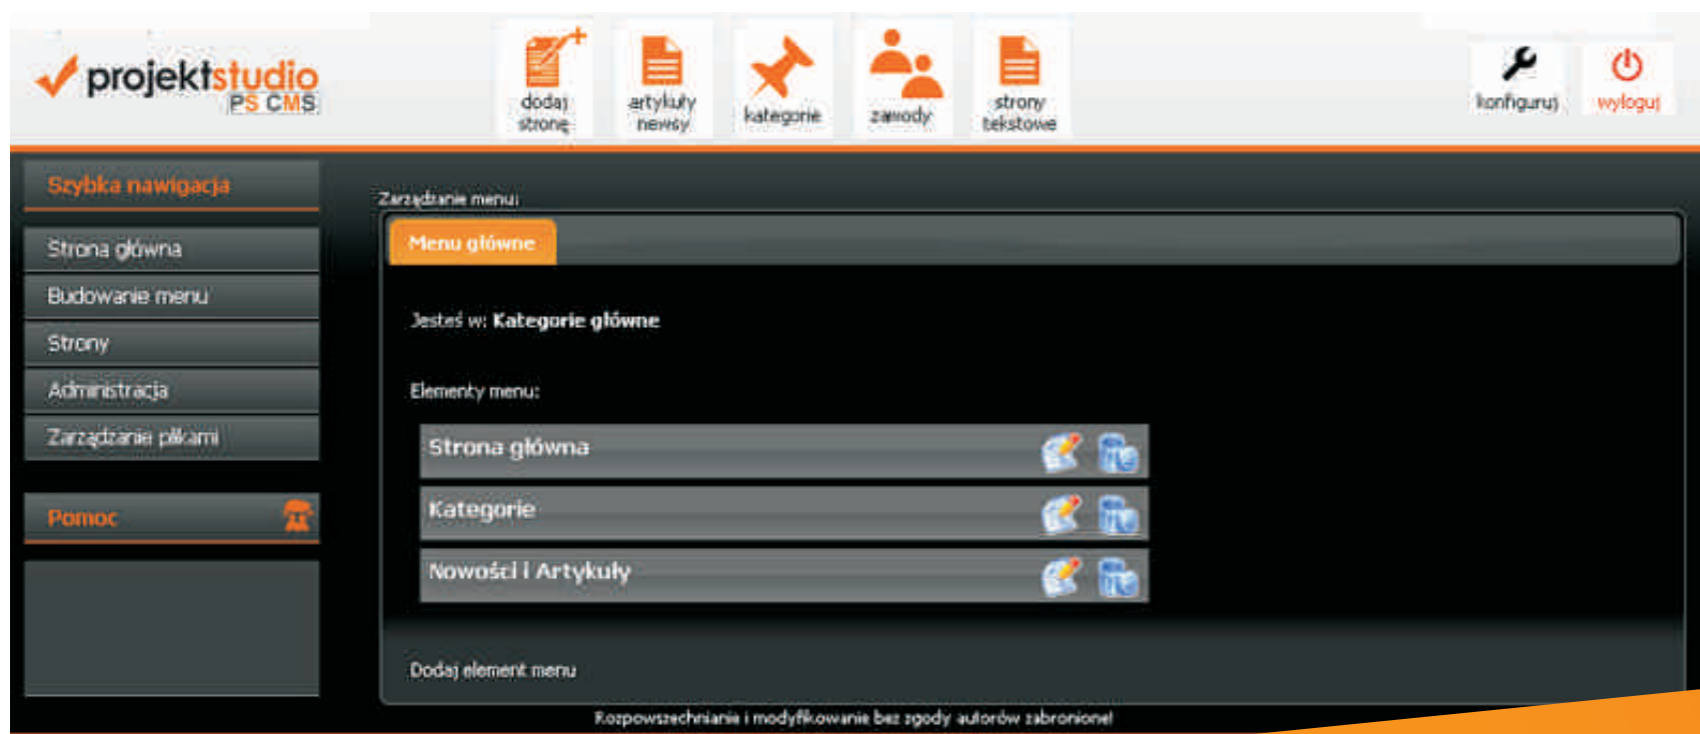 projektstudio
PS CMS
dodaj
stronę
artykuły
newsy
kategorie
zawody
strony
tekstowe
konfiguruj
wyloguj
Szybka nawigacja
Strona główna
Budowanie menu
Strony
Administracja
Zarządzanie plikami
Pomoc
Zarządzanie menu:
Menu główne
Jesteś w: Kategorie główne
Elementy menu:
Strona główna
Kategorie
Nowości i Artykuły
Dodaj element menu
Rozpowszechnianie i modyfikowanie bez zgody autorów zabronione!